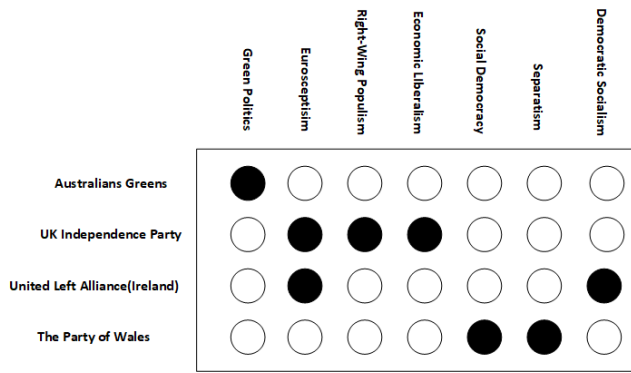 Green Politics
Eurosceptisim
Right-Wing Populism
Economic LIberalism
Social Democracy
Separatism
Democratic Socialism
Australians Greens
UK Independence Party
United Left Alliance(Ireland)
The Party of Wales